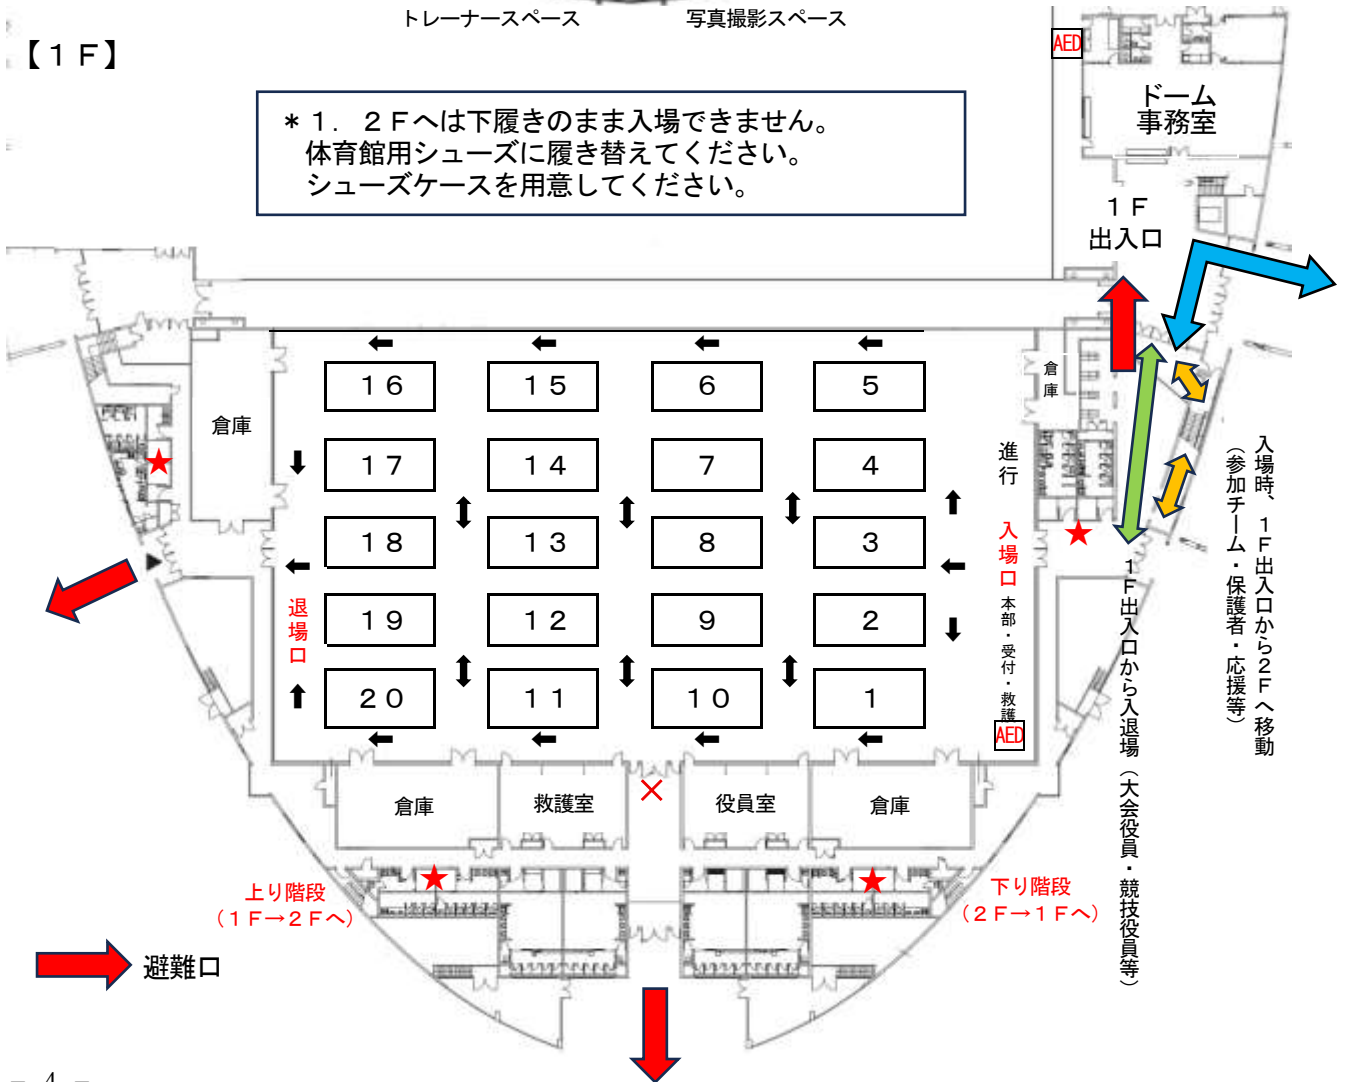 トレーナースペース
写真撮影スペース
【１Ｆ】
AED
ドーム
事務室
＊１．２Ｆへは下履きのまま入場できません。
体育館用シューズに履き替えてください。
シューズケースを用意してください。
１Ｆ
出入口
１６
１５
６
５
倉庫
倉庫
１７
１４
７
４
進行
１８
１３
８
３
入場口
退場口
１９
１２
９
２
本部・受付・救護
２０
１１
１０
１
AED
入場時、１Ｆ出入口から２Ｆへ移動
（参加チーム・保護者・応援等）
１Ｆ出入口から入退場（大会役員・競技役員等）
倉庫
救護室
役員室
倉庫
上り階段
（１Ｆ→２Ｆへ）
下り階段
（２Ｆ→１Ｆへ）
避難口
－ 4 －